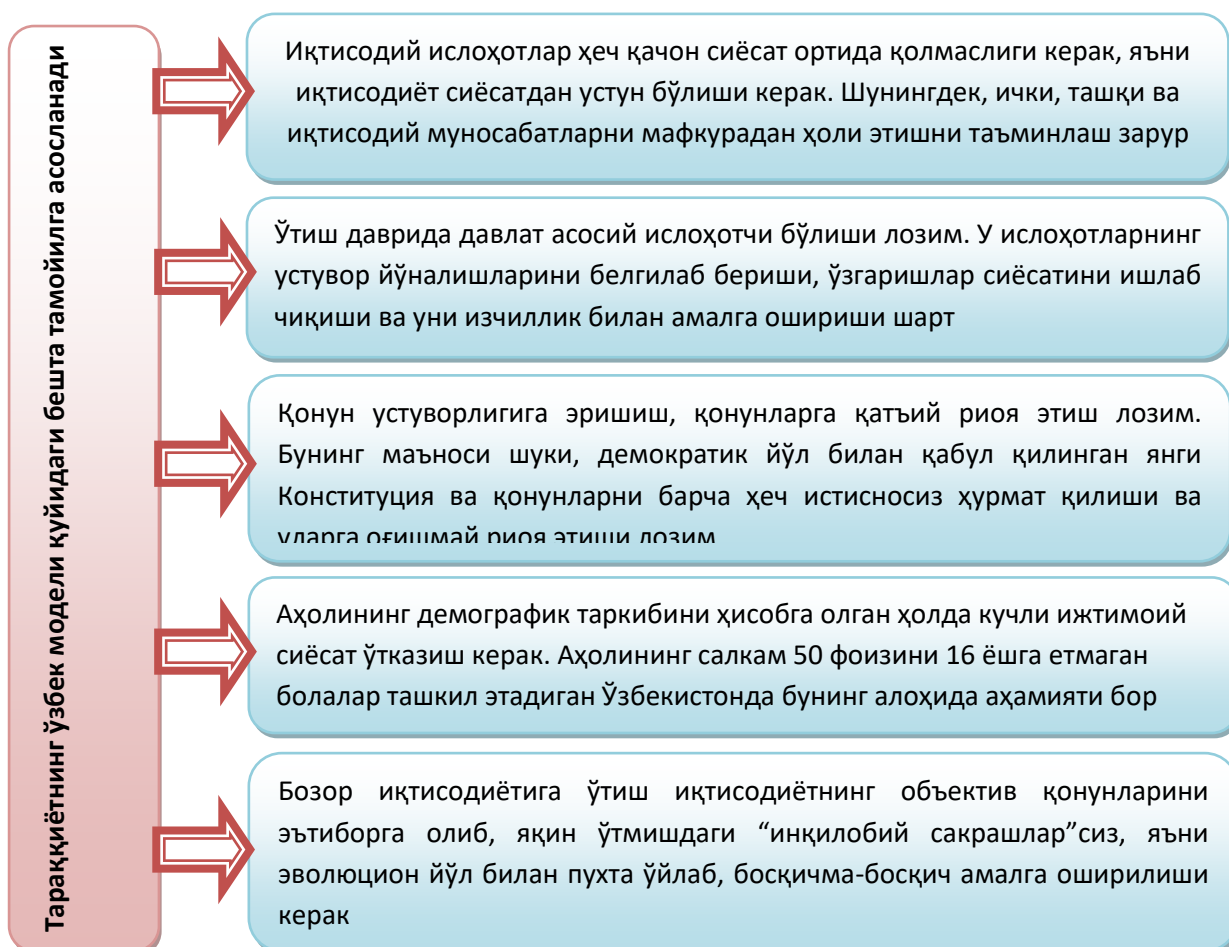 Тараққиётнинг ўзбек модели қуйидаги бешта тамойилга асосланади
Иқтисодий ислоҳотлар ҳеч қачон сиёсат ортида қолмаслиги керак, яъни
иқтисодиёт сиёсатдан устун бўлиши керак. Шунингдек, ички, ташқи ва
иқтисодий муносабатларни мафкурадан ҳоли этишни таъминлаш зарур
Ўтиш даврида давлат асосий ислоҳотчи бўлиши лозим. У ислоҳотларнинг
устувор йўналишларини белгилаб бериши, ўзгаришлар сиёсатини ишлаб
чиқиши ва уни изчиллик билан амалга ошириши шарт
Қонун устуворлигига эришиш, қонунларга қатъий риоя этиш лозим.
Бунинг маъноси шуки, демократик йўл билан қабул қилинган янги
Конституция ва қонунларни барча ҳеч истисносиз ҳурмат қилиши ва
уларга оғишмай риоя этиши лозим
Аҳолининг демографик таркибини ҳисобга олган ҳолда кучли ижтимоий
сиёсат ўтказиш керак. Аҳолининг салкам 50 фоизини 16 ёшга етмаган
болалар ташкил этадиган Ўзбекистонда бунинг алоҳида аҳамияти бор
Бозор иқтисодиётига ўтиш иқтисодиётнинг объектив қонунларини
эътиборга олиб, яқин ўтмишдаги “инқилобий сакрашлар”сиз, яъни
эволюцион йўл билан пухта ўйлаб, босқичма-босқич амалга оширилиши
керак